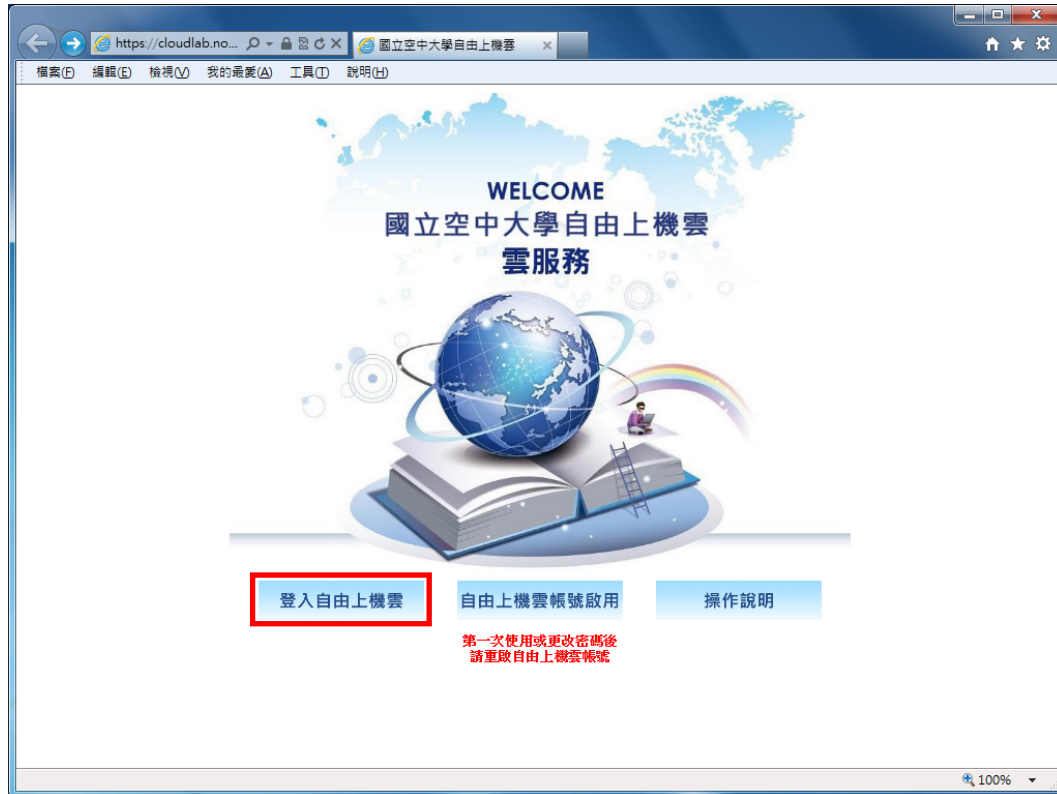 https://cloudlab.no...
國立空中大學自由上機雲
檔案(F) 編輯(E) 檢視(V) 我的最愛(A) 工具(T) 說明(H)
WELCOME
國立空中大學自由上機雲
雲服務
登入自由上機雲 自由上機雲帳號啟用 操作說明
第一次使用或更改密碼後
請重啟自由上機雲帳號
100%